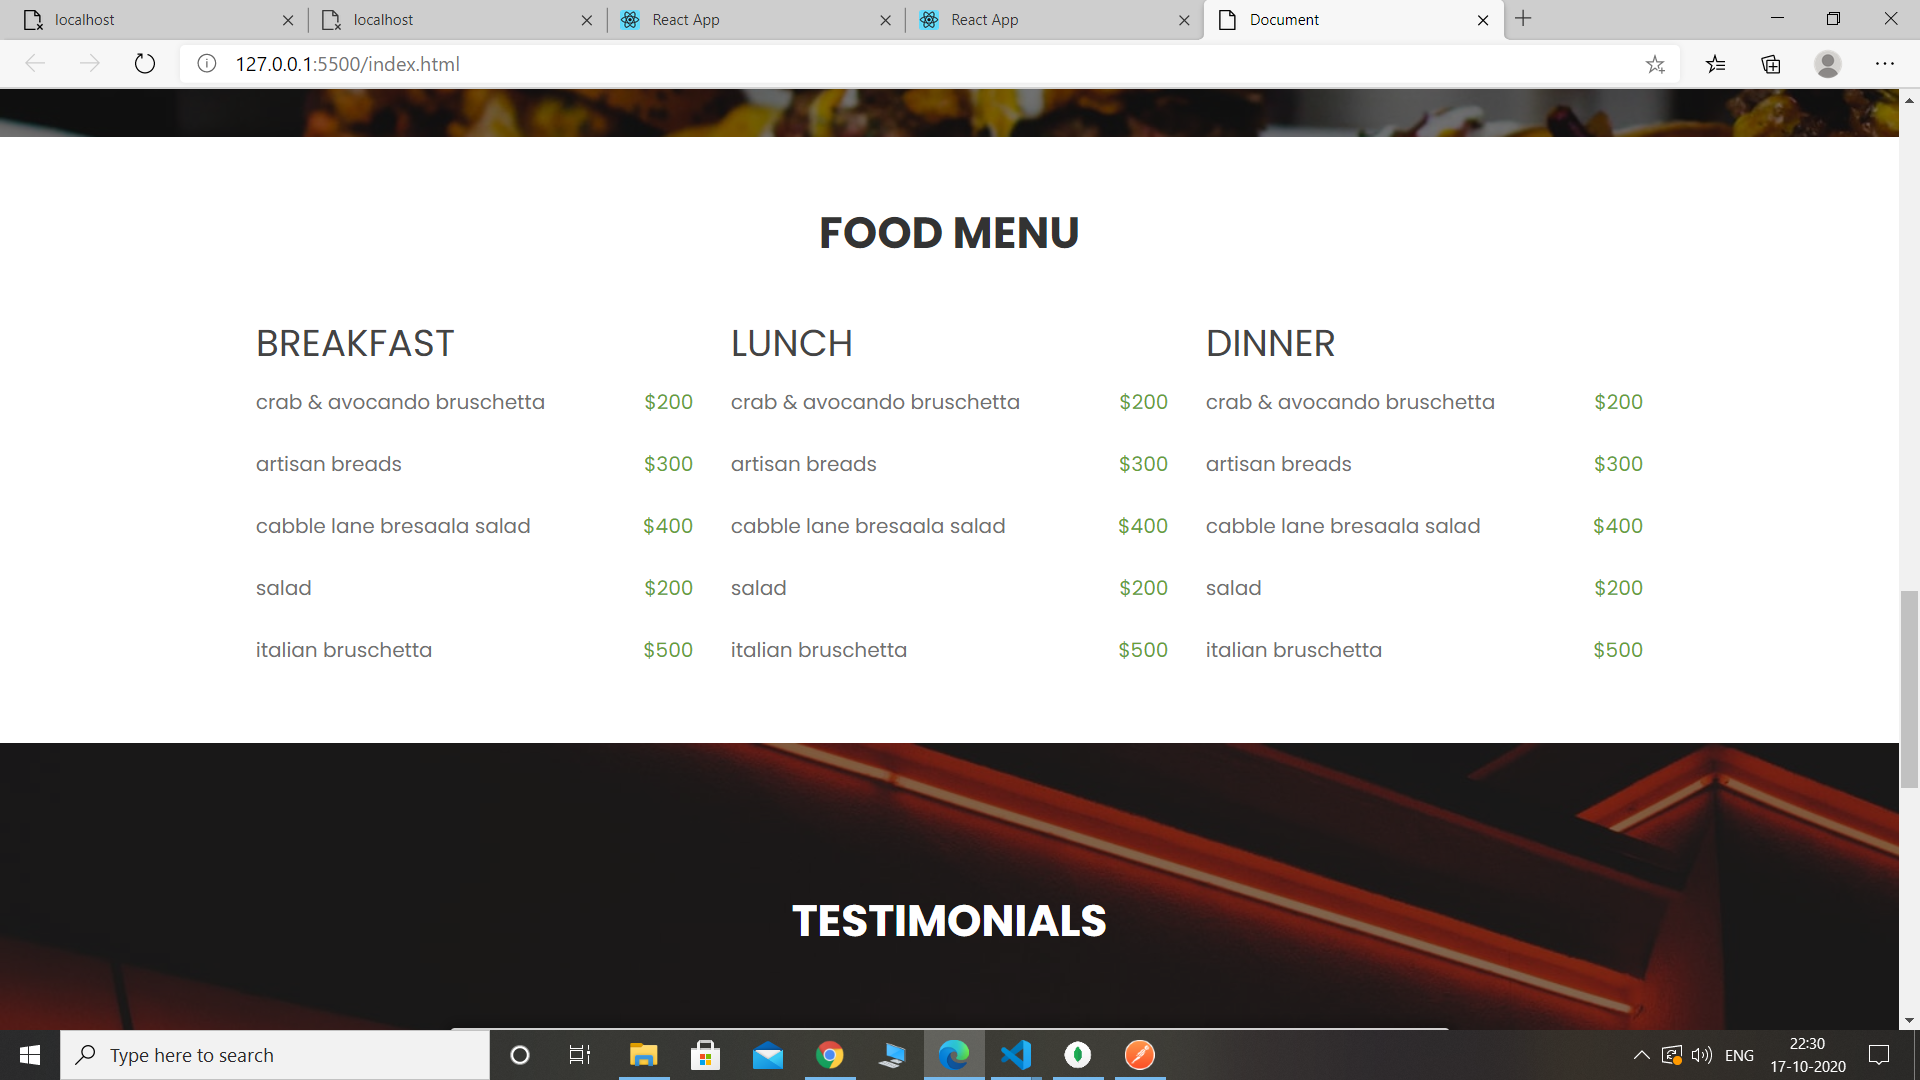 localhost
localhost
React App
React App
Document
127.0.0.1:5500/index.html
FOOD MENU
BREAKFAST
crab & avocando bruschetta $200
artisan breads $300
cabble lane bresaala salad $400
salad $200
italian bruschetta $500
LUNCH
crab & avocando bruschetta $200
artisan breads $300
cabble lane bresaala salad $400
salad $200
italian bruschetta $500
DINNER
crab & avocando bruschetta $200
artisan breads $300
cabble lane bresaala salad $400
salad $200
italian bruschetta $500
TESTIMONIALS
Type here to search
ENG
22:30
17-10-2020